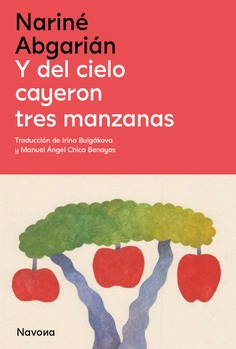 Nariné
Abgarián
Y del cielo
cayeron
tres manzanas
Traducción de Irina Bulgákova
y Manuel Ángel Chica Benayas
Navona